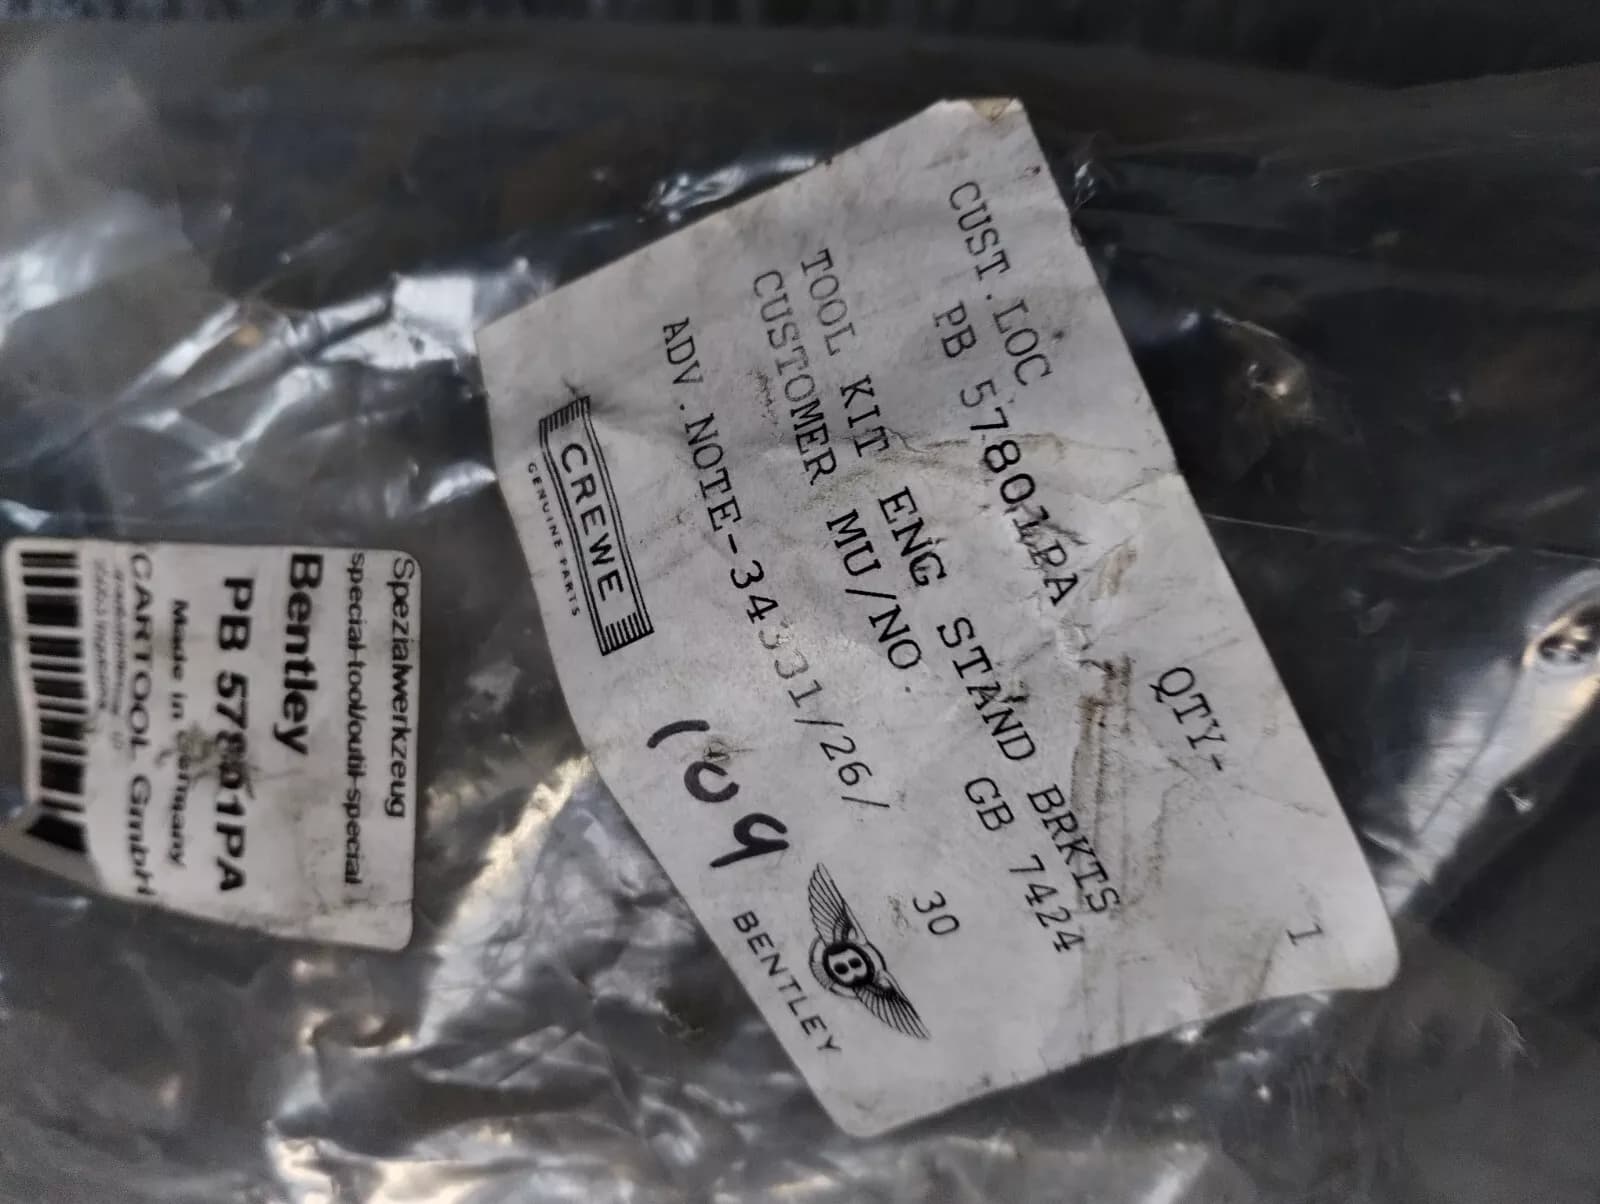 CUST.LOC QTY- 1
PB 57801PA
TOOL KIT ENG STAND BRKTS
CUSTOMER MU/NO. GB 7424
ADV.NOTE-34331/26/ 30
109
CREWE
GENUINE PARTS
BENTLEY
Spezialwerkzeug
special tool/outil special
Bentley
PB 57801PA
Made in Germany
CARTOOL GmbH